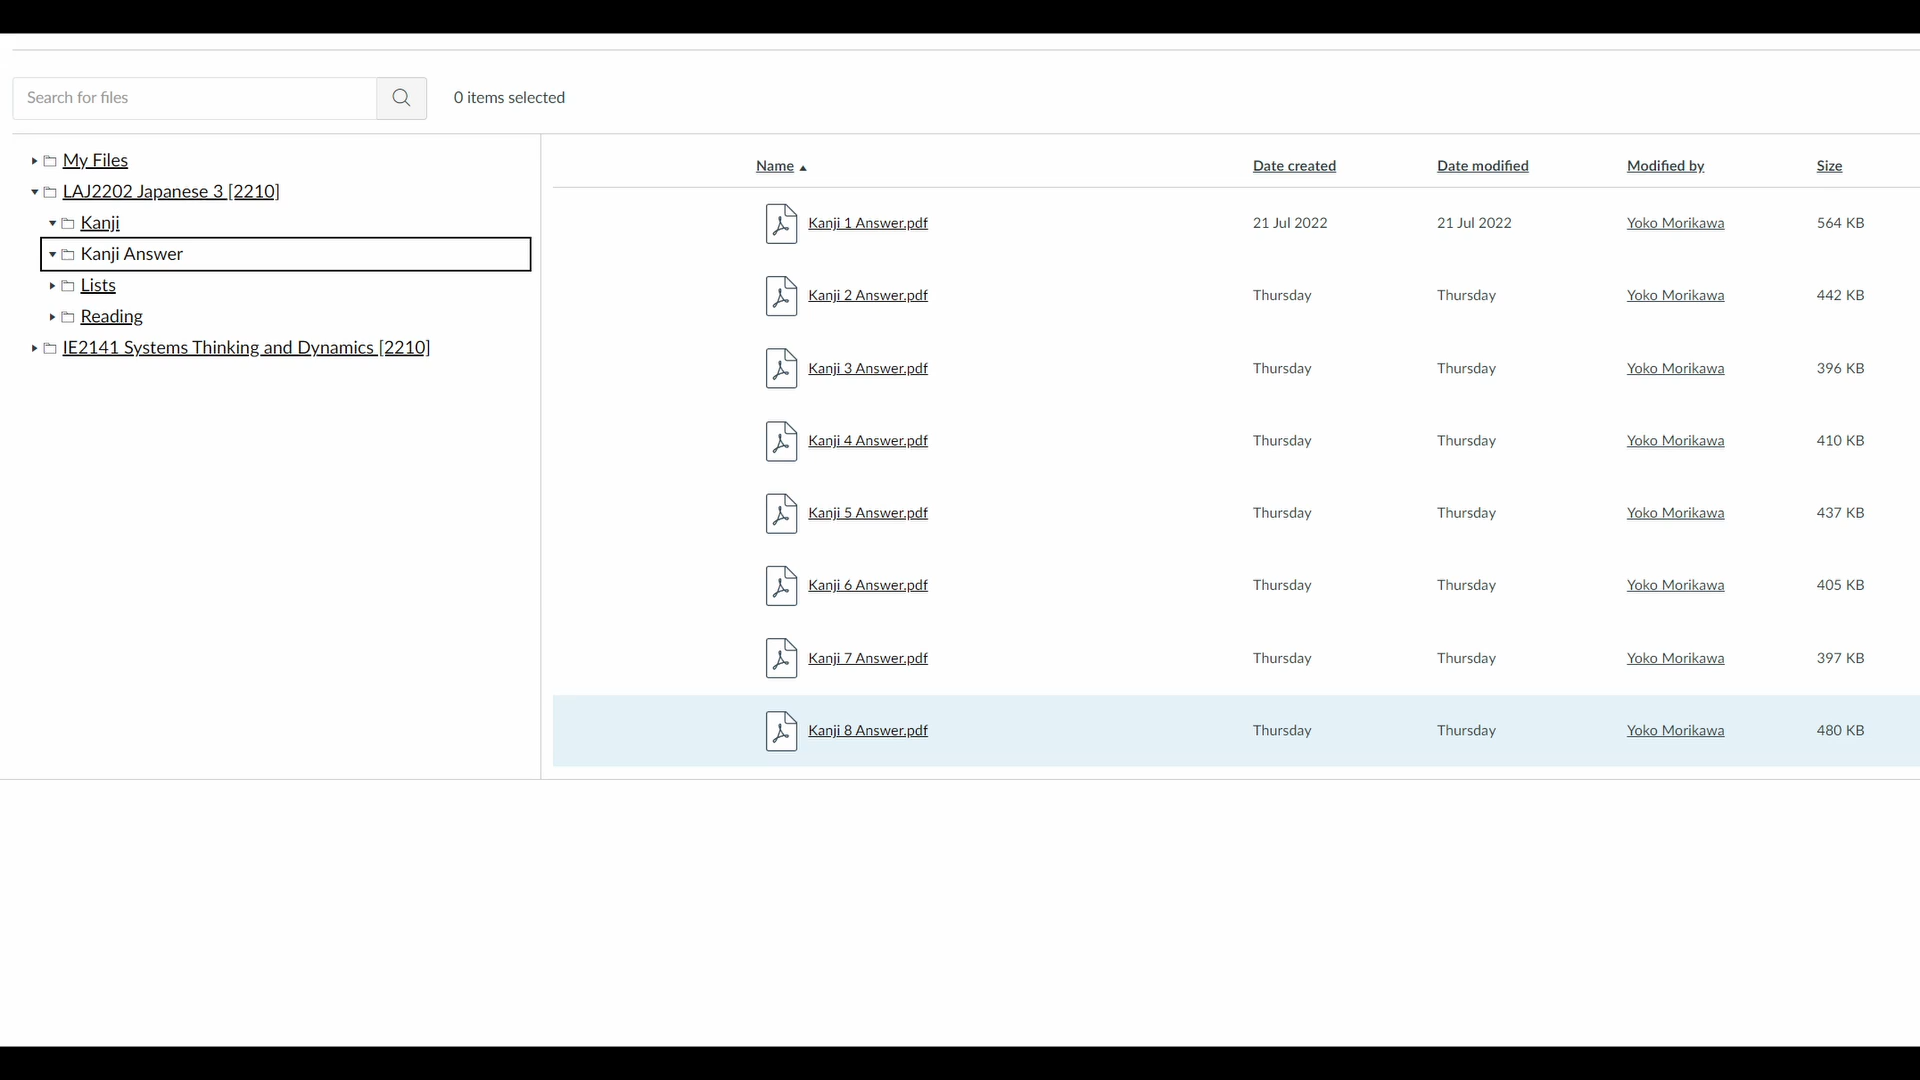 Search for files
0 items selected
My Files
LAJ2202 Japanese 3 [2210]
Kanji
Kanji Answer
Lists
Reading
IE2141 Systems Thinking and Dynamics [2210]
Name Date created Date modified Modified by Size
Kanji 1 Answer.pdf 21 Jul 2022 21 Jul 2022 Yoko Morikawa 564 KB
Kanji 2 Answer.pdf Thursday Thursday Yoko Morikawa 442 KB
Kanji 3 Answer.pdf Thursday Thursday Yoko Morikawa 396 KB
Kanji 4 Answer.pdf Thursday Thursday Yoko Morikawa 410 KB
Kanji 5 Answer.pdf Thursday Thursday Yoko Morikawa 437 KB
Kanji 6 Answer.pdf Thursday Thursday Yoko Morikawa 405 KB
Kanji 7 Answer.pdf Thursday Thursday Yoko Morikawa 397 KB
Kanji 8 Answer.pdf Thursday Thursday Yoko Morikawa 480 KB